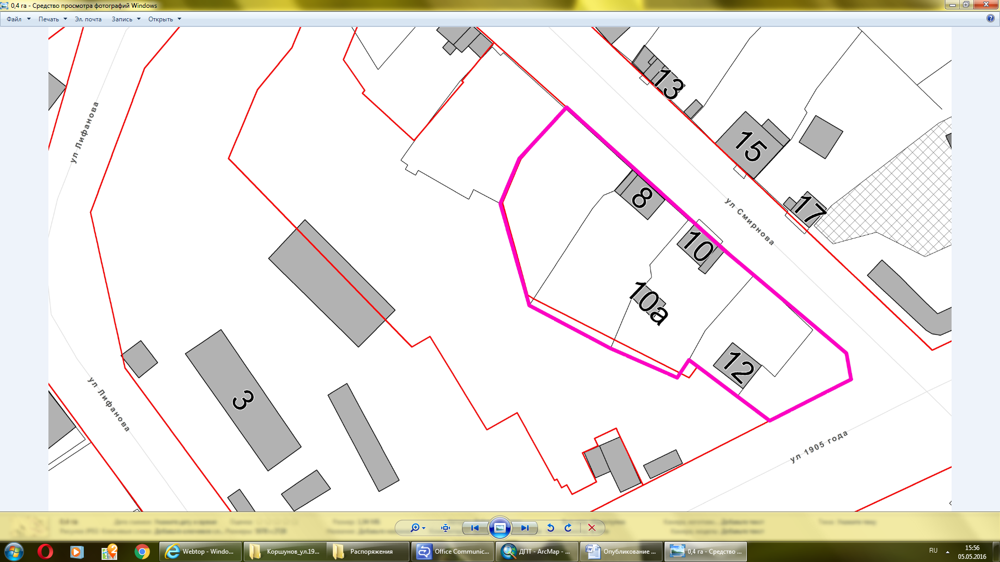 0,4 га - Средство просмотра фотографий Windows
Файл Печать Эл. почта Запись Открыть
13
15
17
8
10
10а
12
3
ул Лифанова
ул Лифанова
ул Смирнова
ул 1905 года
Webtop - Windo...
Коршунов_ул.19...
Распоряжения
Office Communic...
ДПТ - ArcMap - ...
Опубликование ...
0,4 га - Средство ...
RU
15:56
05.05.2016